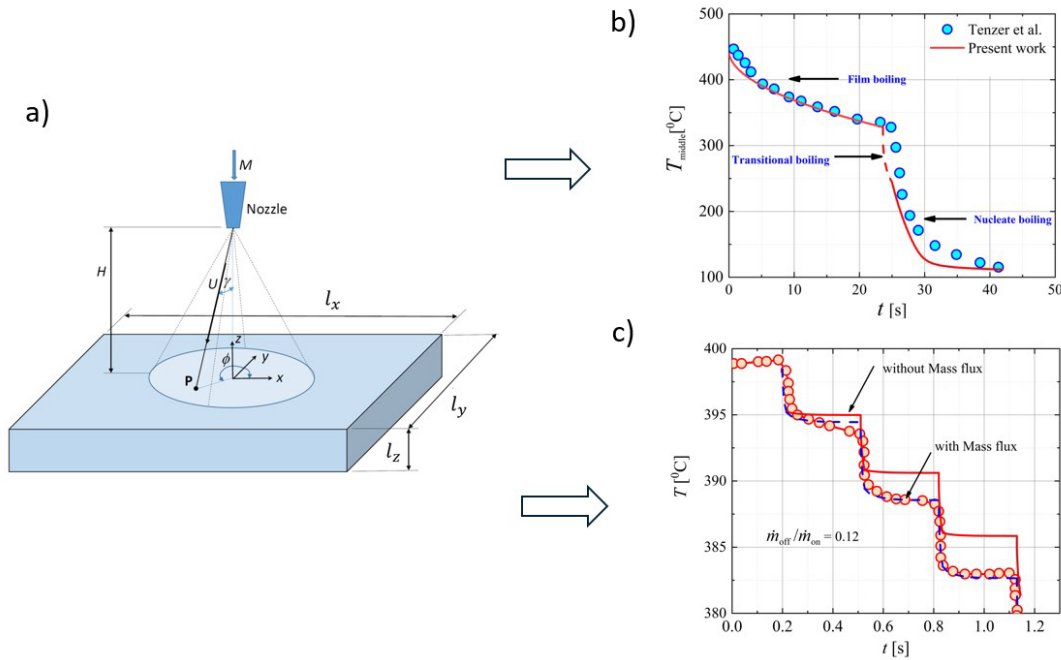 a)
M
Nozzle
H
U
γ
l_x
z
ϕ
y
P
x
l_y
l_z
b)
500
400
300
200
100
T_middle[⁰C]
Tenzer et al.
Present work
Film boiling
Transitional boiling
Nucleate boiling
0 10 20 30 40 50
t [s]
c)
400
395
390
385
380
T [⁰C]
without Mass flux
with Mass flux
ṁ_off/ṁ_on = 0.12
0.0 0.2 0.4 0.6 0.8 1.0 1.2
t [s]